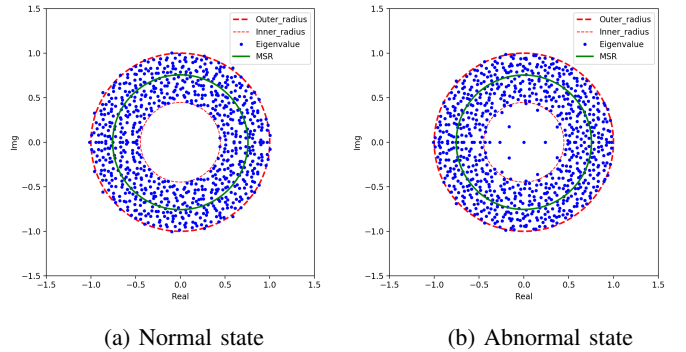 1.5
1.0
0.5
0.0
−0.5
−1.0
−1.5
Img
−1.5 −1.0 −0.5 0.0 0.5 1.0 1.5
Real
Outer_radius
Inner_radius
Eigenvalue
MSR
(a) Normal state
1.5
1.0
0.5
0.0
−0.5
−1.0
−1.5
Img
−1.5 −1.0 −0.5 0.0 0.5 1.0 1.5
Real
Outer_radius
Inner_radius
Eigenvalue
MSR
(b) Abnormal state